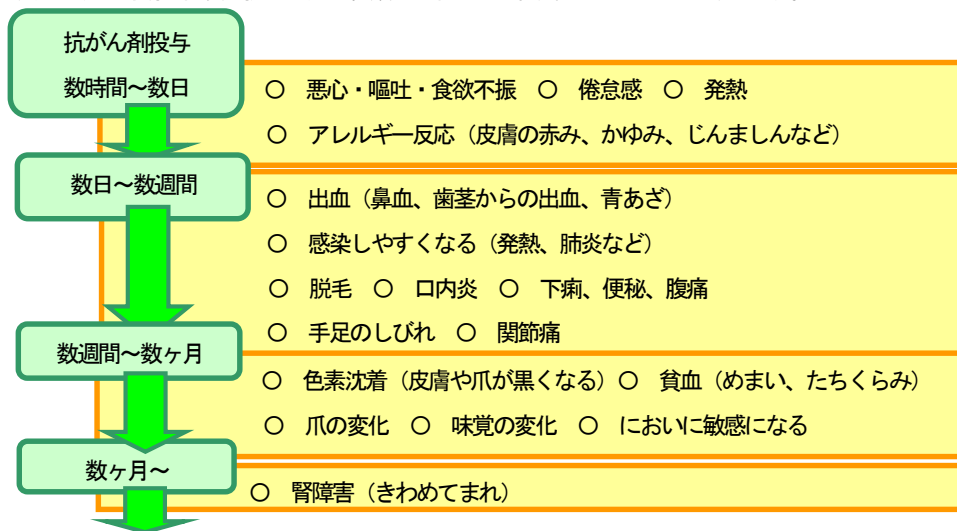 抗がん剤投与
数時間～数日
○ 悪心・嘔吐・食欲不振 ○ 倦怠感 ○ 発熱
○ アレルギー反応（皮膚の赤み、かゆみ、じんましんなど）
数日～数週間
○ 出血（鼻血、歯茎からの出血、青あざ）
○ 感染しやすくなる（発熱、肺炎など）
○ 脱毛 ○ 口内炎 ○ 下痢、便秘、腹痛
○ 手足のしびれ ○ 関節痛
数週間～数ヶ月
○ 色素沈着（皮膚や爪が黒くなる）○ 貧血（めまい、たちくらみ）
○ 爪の変化 ○ 味覚の変化 ○ においに敏感になる
数ヶ月～
○ 腎障害（きわめてまれ）